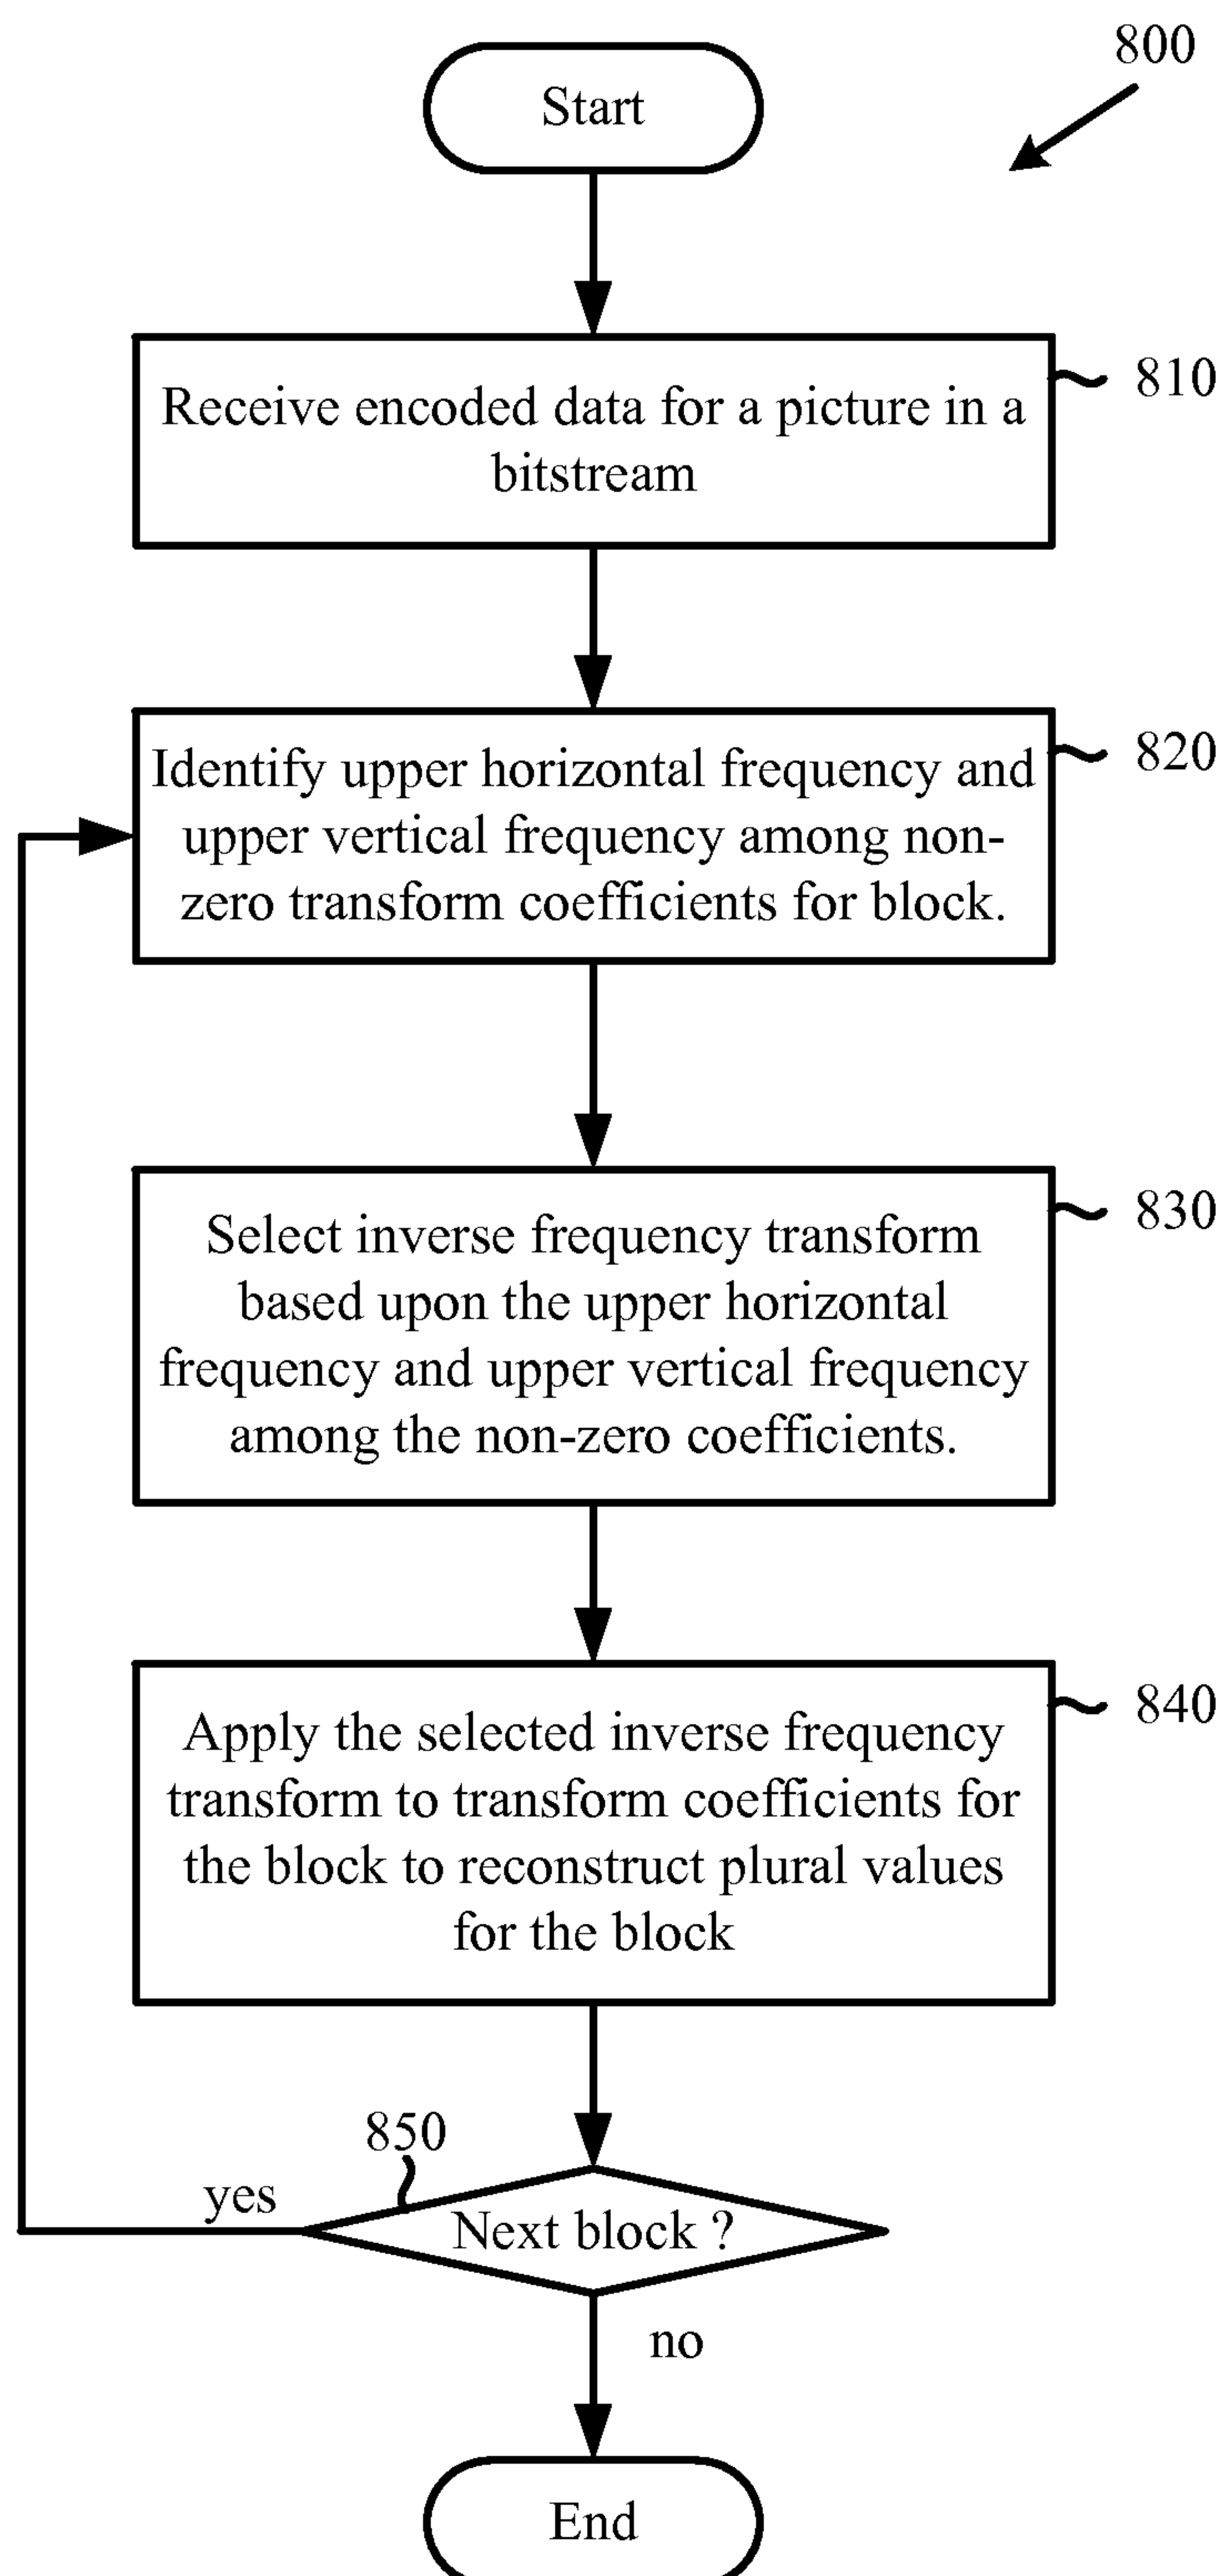 800
Start
810
Receive encoded data for a picture in a
bitstream
820
Identify upper horizontal frequency and
upper vertical frequency among non-
zero transform coefficients for block.
830
Select inverse frequency transform
based upon the upper horizontal
frequency and upper vertical frequency
among the non-zero coefficients.
840
Apply the selected inverse frequency
transform to transform coefficients for
the block to reconstruct plural values
for the block
850
yes
Next block ?
no
End